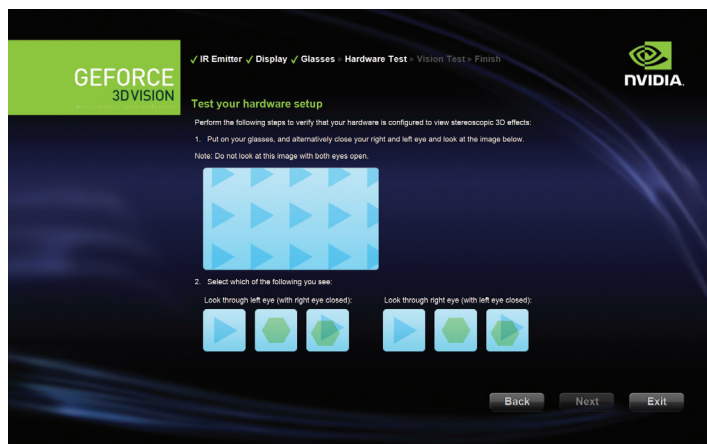 GEFORCE
3D VISION
✓ IR Emitter ✓ Display ✓ Glasses ▹ Hardware Test ▹ Vision Test ▹ Finish
NVIDIA.
Test your hardware setup
Perform the following steps to verify that your hardware is configured to view stereoscopic 3D effects:
1. Put on your glasses, and alternatively close your right and left eye and look at the image below.
Note: Do not look at this image with both eyes open.
2. Select which of the following you see:
Look through left eye (with right eye closed):
Look through right eye (with left eye closed):
Back
Next
Exit